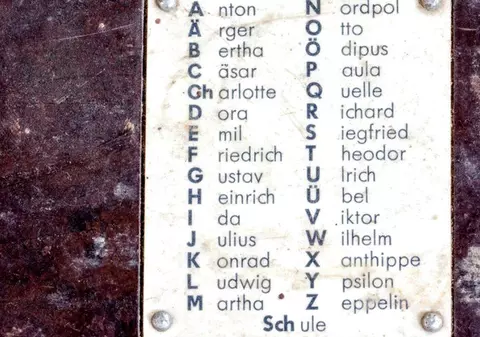 Anton
Ärger
Bertha
Cäsar
Gharlotte
Dora
Emil
Friedrich
Gustav
Heinrich
Ida
Julius
Konrad
Ludwig
Martha
Nordpol
Otto
Ödipus
Paula
Quelle
Richard
Siegfried
Theodor
Ulrich
Übel
Viktor
Wilhelm
Xanthippe
Ypsilon
Zeppelin
Schule